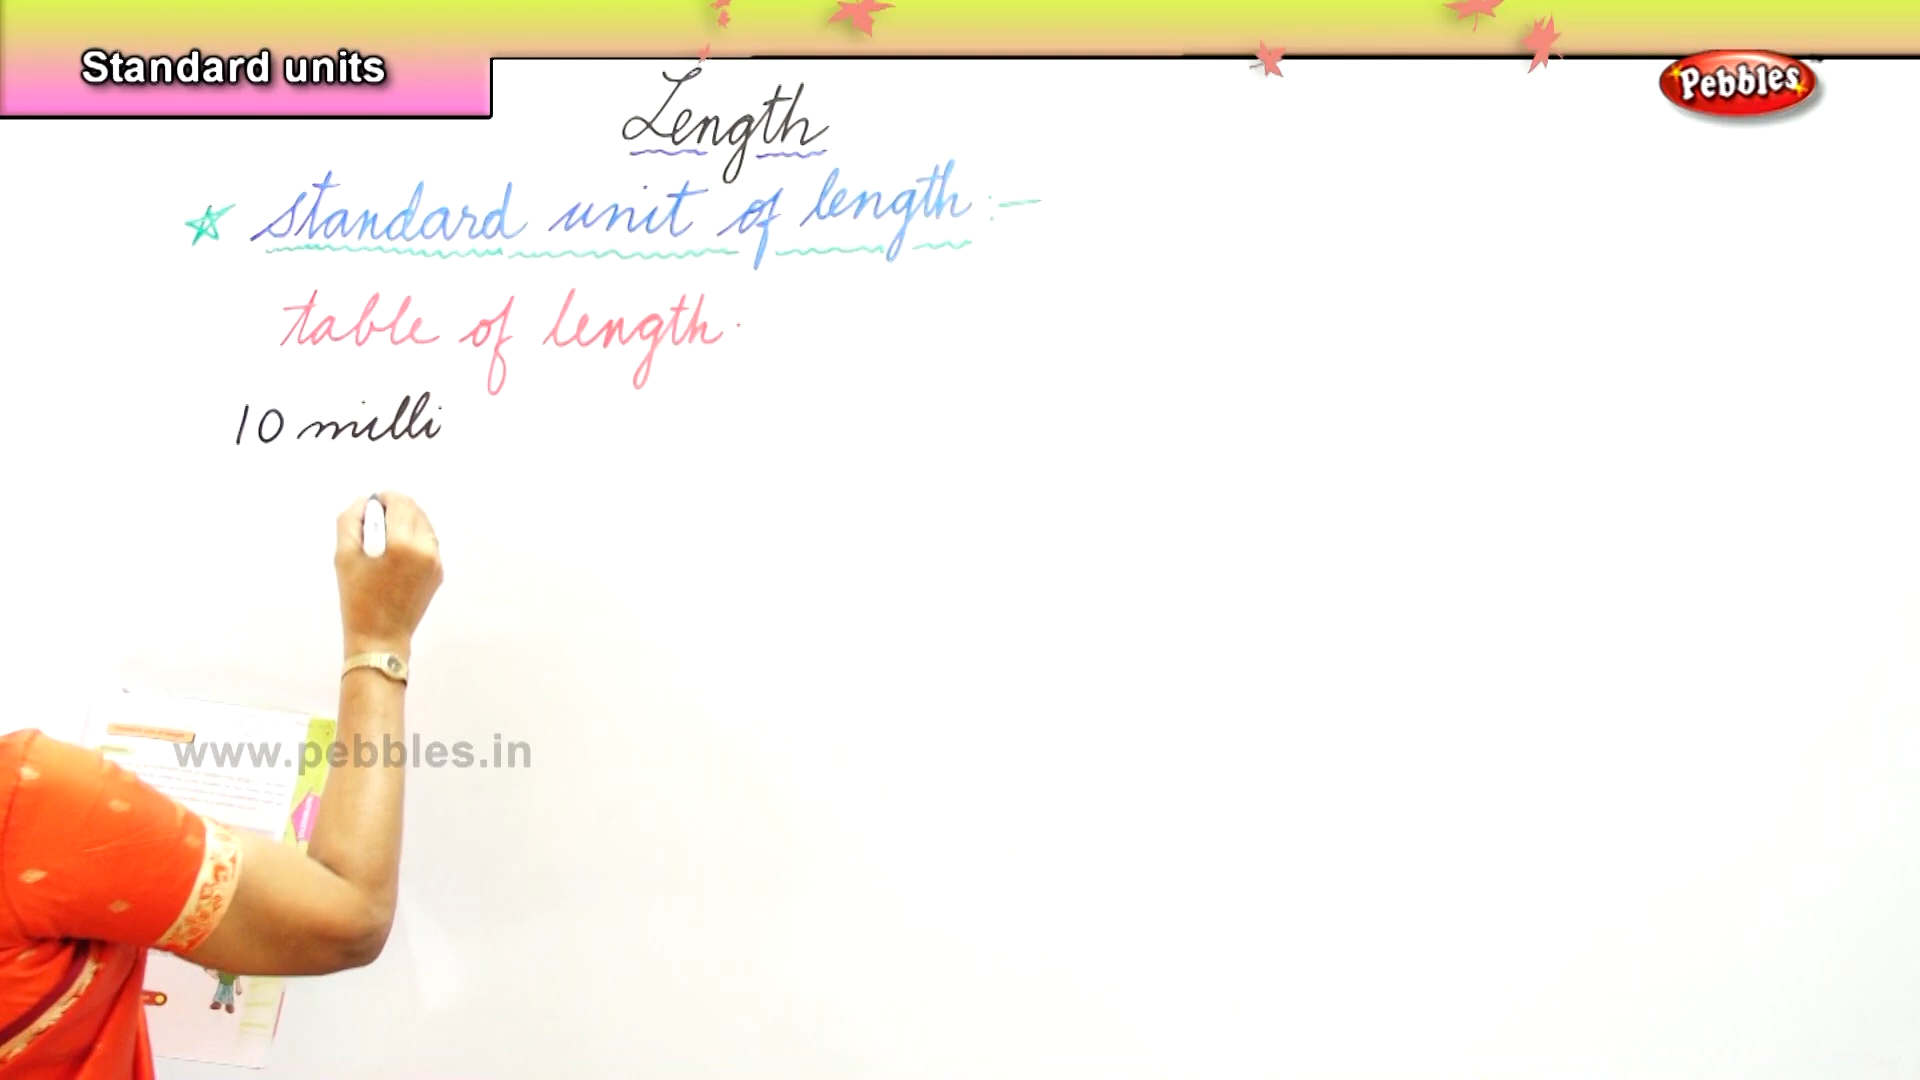 Standard units
Pebbles
Length
standard unit of length :-
table of length.
10 milli
www.pebbles.in